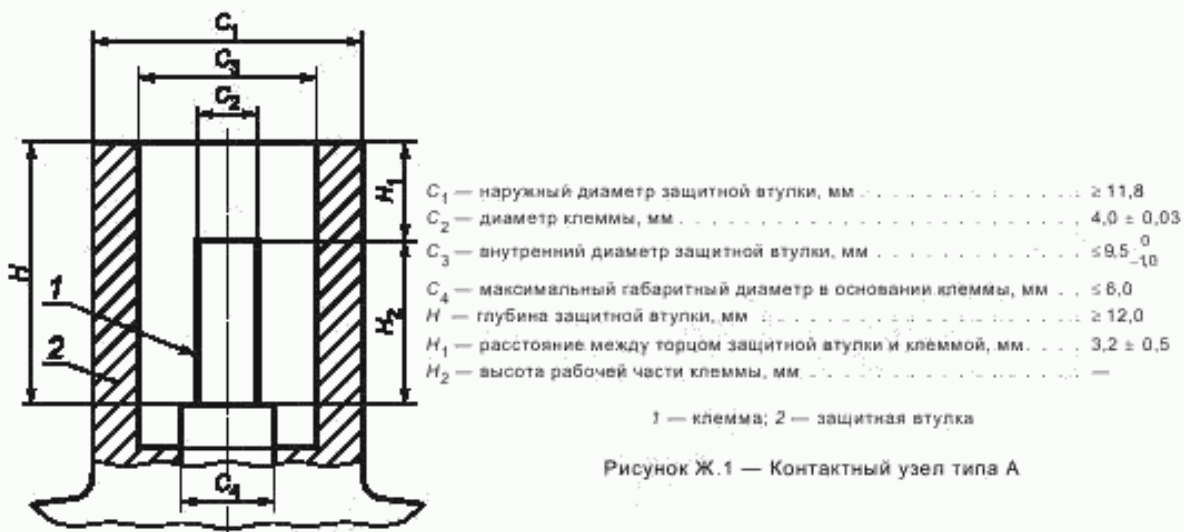 C₁
C₃
C₂
H₁
H
1
H₂
2
C₄
C₁ — наружный диаметр защитной втулки, мм . . . . . . . . . . . . . . . . ≥ 11,8
C₂ — диаметр клеммы, мм . . . . . . . . . . . . . . . . . . . . . . . . . . . . . 4,0 ± 0,03
C₃ — внутренний диаметр защитной втулки, мм . . . . . . . . . . . . . . . ≤ 9,5 ⁰₋₁,₀
C₄ — максимальный габаритный диаметр в основании клеммы, мм . . ≤ 6,0
H — глубина защитной втулки, мм . . . . . . . . . . . . . . . . . . . . . . . ≥ 12,0
H₁ — расстояние между торцом защитной втулки и клеммой, мм . . . . 3,2 ± 0,5
H₂ — высота рабочей части клеммы, мм . . . . . . . . . . . . . . . . . . . —
1 — клемма; 2 — защитная втулка
Рисунок Ж.1 — Контактный узел типа А